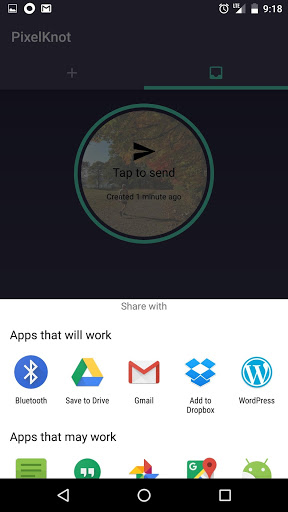 9:18
PixelKnot
Tap to send
Created 1 minute ago
Share with
Apps that will work
Bluetooth
Save to Drive
Gmail
Add to
Dropbox
WordPress
Apps that may work